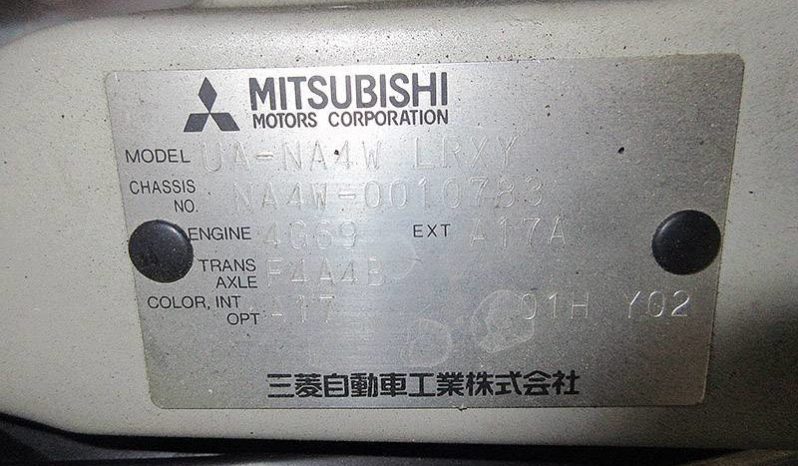 MITSUBISHI
MOTORS CORPORATION
MODEL UA-NA4W LRXY
CHASSIS NO. NA4W-0010783
ENGINE 4G69 EXT A17A
TRANS AXLE F4A4B
COLOR, INT OPT A17 01H Y02
三菱自動車工業株式会社